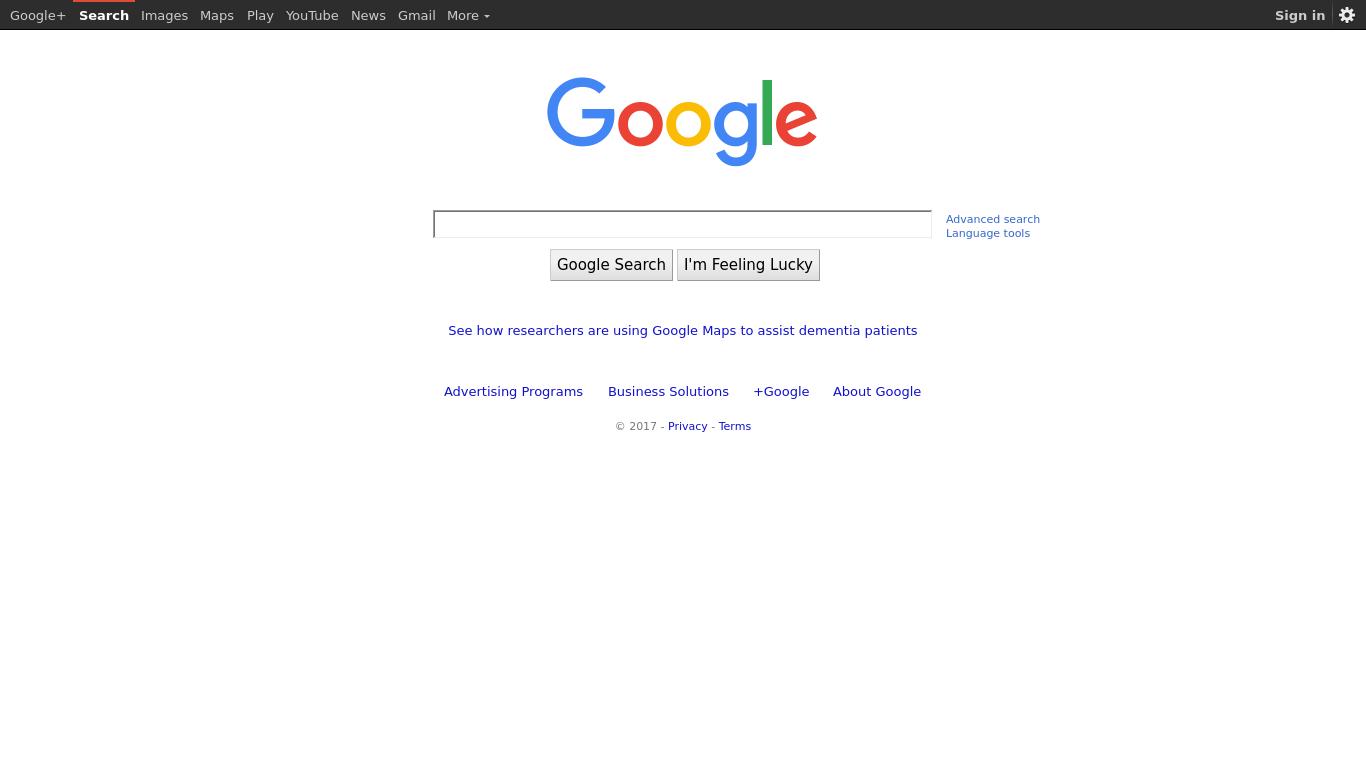 Google+ Search Images Maps Play YouTube News Gmail More Sign in
Google
Advanced search
Language tools
Google Search I'm Feeling Lucky
See how researchers are using Google Maps to assist dementia patients
Advertising Programs Business Solutions +Google About Google
© 2017 - Privacy - Terms